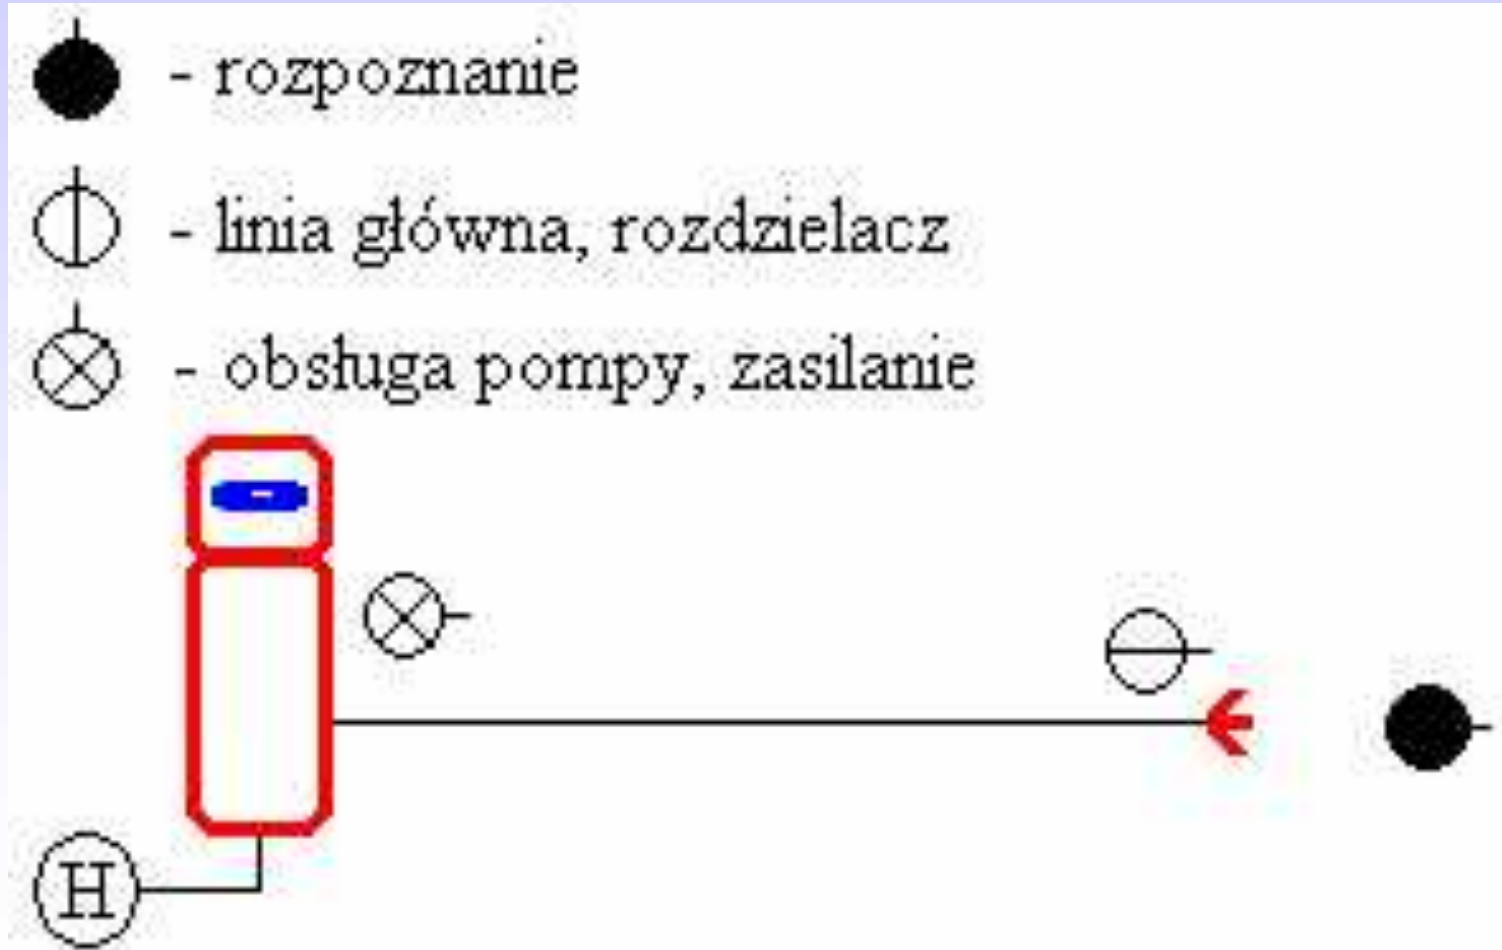 - rozpoznanie
- linia główna, rozdzielacz
- obsługa pompy, zasilanie
H